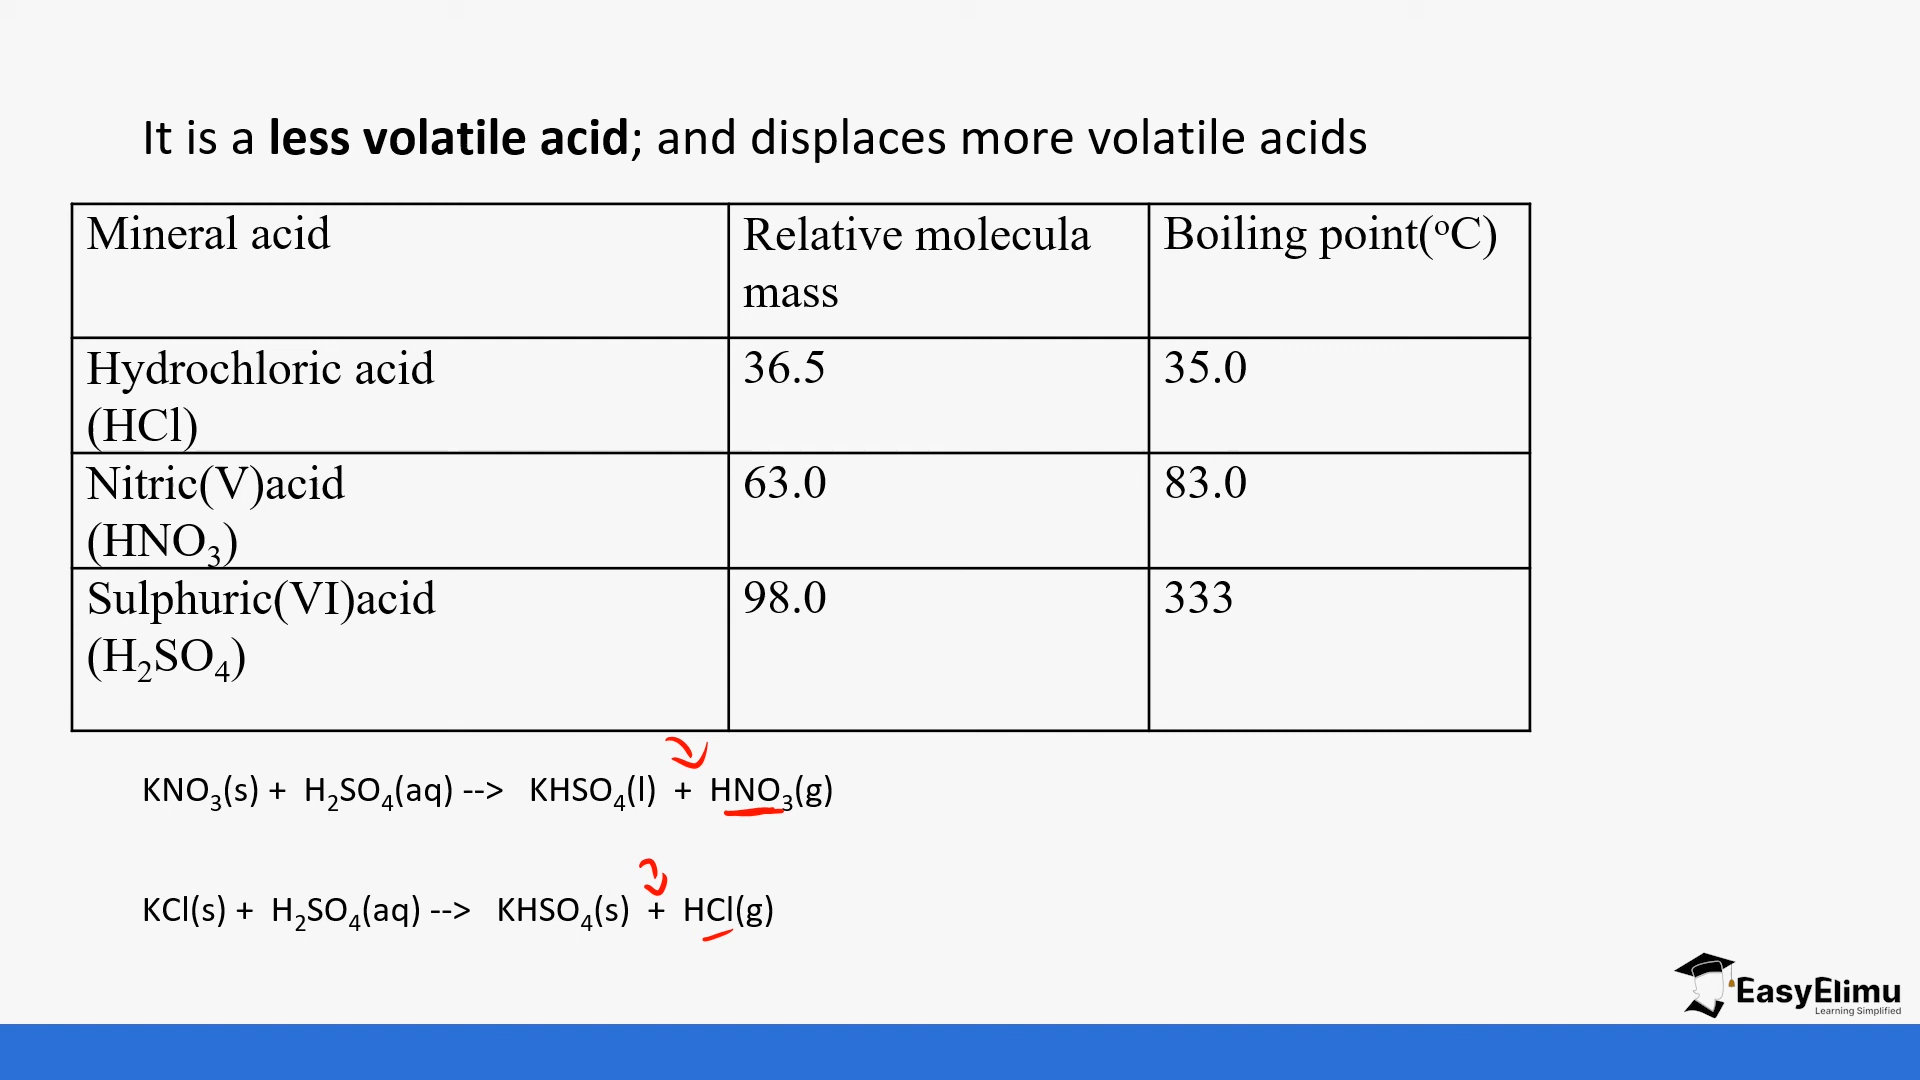 It is a less volatile acid; and displaces more volatile acids
Mineral acid
Relative molecula
mass
Boiling point(°C)
Hydrochloric acid
(HCl)
36.5
35.0
Nitric(V)acid
(HNO₃)
63.0
83.0
Sulphuric(VI)acid
(H₂SO₄)
98.0
333
KNO₃(s) + H₂SO₄(aq) --> KHSO₄(l) + HNO₃(g)
KCl(s) + H₂SO₄(aq) --> KHSO₄(s) + HCl(g)
EasyElimu
Learning Simplified